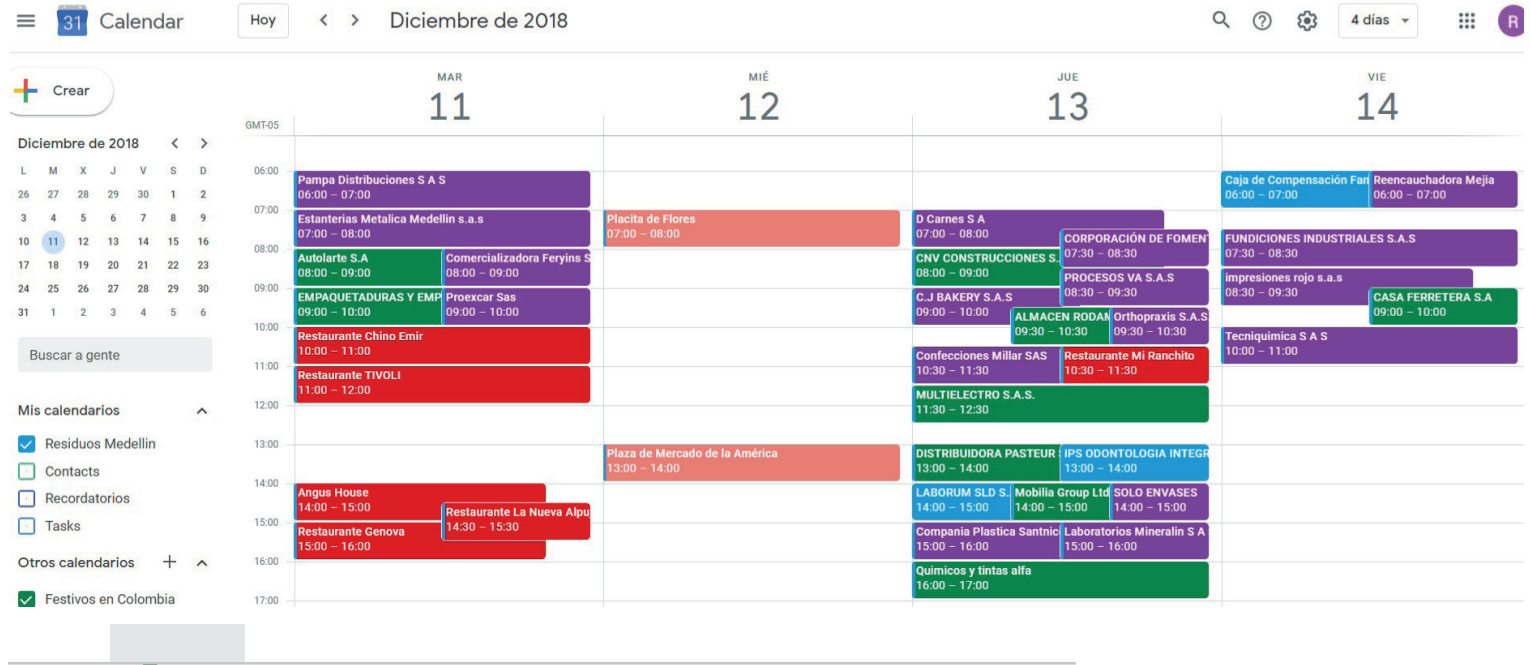 31 Calendar
Hoy
Diciembre de 2018
4 días
R
Crear
Diciembre de 2018
L M X J V S D
26 27 28 29 30 1 2
3 4 5 6 7 8 9
10 11 12 13 14 15 16
17 18 19 20 21 22 23
24 25 26 27 28 29 30
31 1 2 3 4 5 6
Buscar a gente
Mis calendarios
Residuos Medellin
Contacts
Recordatorios
Tasks
Otros calendarios
Festivos en Colombia
GMT-05
06:00
07:00
08:00
09:00
10:00
11:00
12:00
13:00
14:00
15:00
16:00
17:00
MAR
11
Pampa Distribuciones S A S
06:00 – 07:00
Estanterias Metalica Medellin s.a.s
07:00 – 08:00
Autolarte S.A
08:00 – 09:00
Comercializadora Feryins S
08:00 – 09:00
EMPAQUETADURAS Y EMP
09:00 – 10:00
Proexcar Sas
09:00 – 10:00
Restaurante Chino Emir
10:00 – 11:00
Restaurante TIVOLI
11:00 – 12:00
Angus House
14:00 – 15:00
Restaurante La Nueva Alpu
14:30 – 15:30
Restaurante Genova
15:00 – 16:00
MIÉ
12
Placita de Flores
07:00 – 08:00
Plaza de Mercado de la América
13:00 – 14:00
JUE
13
D Carnes S A
07:00 – 08:00
CORPORACIÓN DE FOMENT
07:30 – 08:30
CNV CONSTRUCCIONES S.
08:00 – 09:00
PROCESOS VA S.A.S
08:30 – 09:30
C.J BAKERY S.A.S
09:00 – 10:00
ALMACEN RODAN
09:30 – 10:30
Orthopraxis S.A.S
09:30 – 10:30
Confecciones Millar SAS
10:30 – 11:30
Restaurante Mi Ranchito
10:30 – 11:30
MULTIELECTRO S.A.S.
11:30 – 12:30
DISTRIBUIDORA PASTEUR
13:00 – 14:00
IPS ODONTOLOGIA INTEGR
13:00 – 14:00
LABORUM SLD S.
14:00 – 15:00
Mobilia Group Ltd
14:00 – 15:00
SOLO ENVASES
14:00 – 15:00
Compania Plastica Santnic
15:00 – 16:00
Laboratorios Mineralin S A
15:00 – 16:00
Quimicos y tintas alfa
16:00 – 17:00
VIE
14
Caja de Compensación Fan
06:00 – 07:00
Reencauchadora Mejia
06:00 – 07:00
FUNDICIONES INDUSTRIALES S.A.S
07:30 – 08:30
impresiones rojo s.a.s
08:30 – 09:30
CASA FERRETERA S.A
09:00 – 10:00
Tecniquimica S A S
10:00 – 11:00